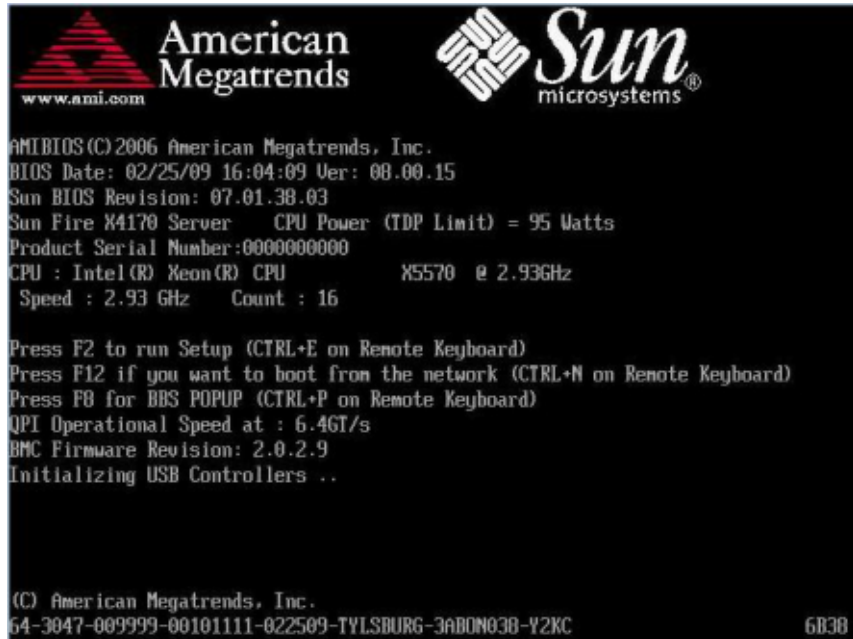 American
Megatrends
www.ami.com
Sun®
microsystems
AMIBIOS(C)2006 American Megatrends, Inc.
BIOS Date: 02/25/09 16:04:09 Ver: 08.00.15
Sun BIOS Revision: 07.01.38.03
Sun Fire X4170 Server CPU Power (TDP Limit) = 95 Watts
Product Serial Number:0000000000
CPU : Intel(R) Xeon(R) CPU X5570 @ 2.93GHz
Speed : 2.93 GHz Count : 16
Press F2 to run Setup (CTRL+E on Remote Keyboard)
Press F12 if you want to boot from the network (CTRL+N on Remote Keyboard)
Press F8 for BBS POPUP (CTRL+P on Remote Keyboard)
QPI Operational Speed at : 6.4GT/s
BMC Firmware Revision: 2.0.2.9
Initializing USB Controllers ..
(C) American Megatrends, Inc.
64-3047-009999-00101111-022509-TYLSBURG-3ABON038-Y2KC 6B38